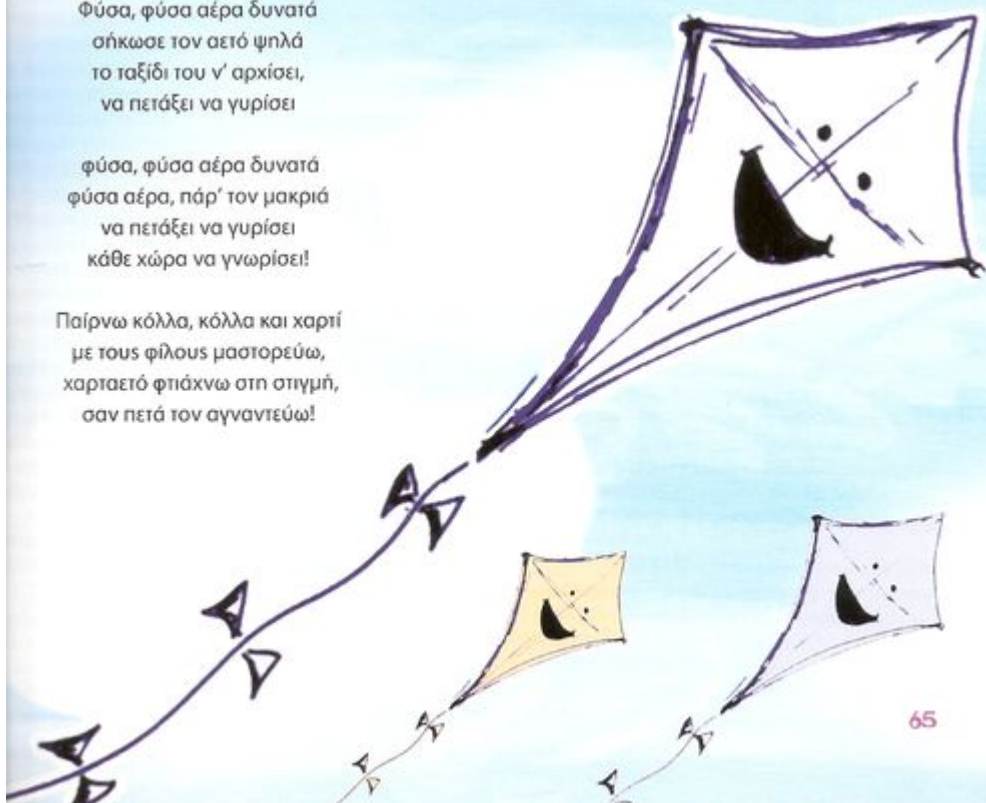 Φύσα, φύσα αέρα δυνατά
σήκωσε τον αετό ψηλά
το ταξίδι του ν' αρχίσει,
να πετάξει να γυρίσει
φύσα, φύσα αέρα δυνατά
φύσα αέρα, πάρ' τον μακριά
να πετάξει να γυρίσει
κάθε χώρα να γνωρίσει!
Παίρνω κόλλα, κόλλα και χαρτί
με τους φίλους μαστορεύω,
χαρταετό φτιάχνω στη στιγμή,
σαν πετά τον αγναντεύω!
65